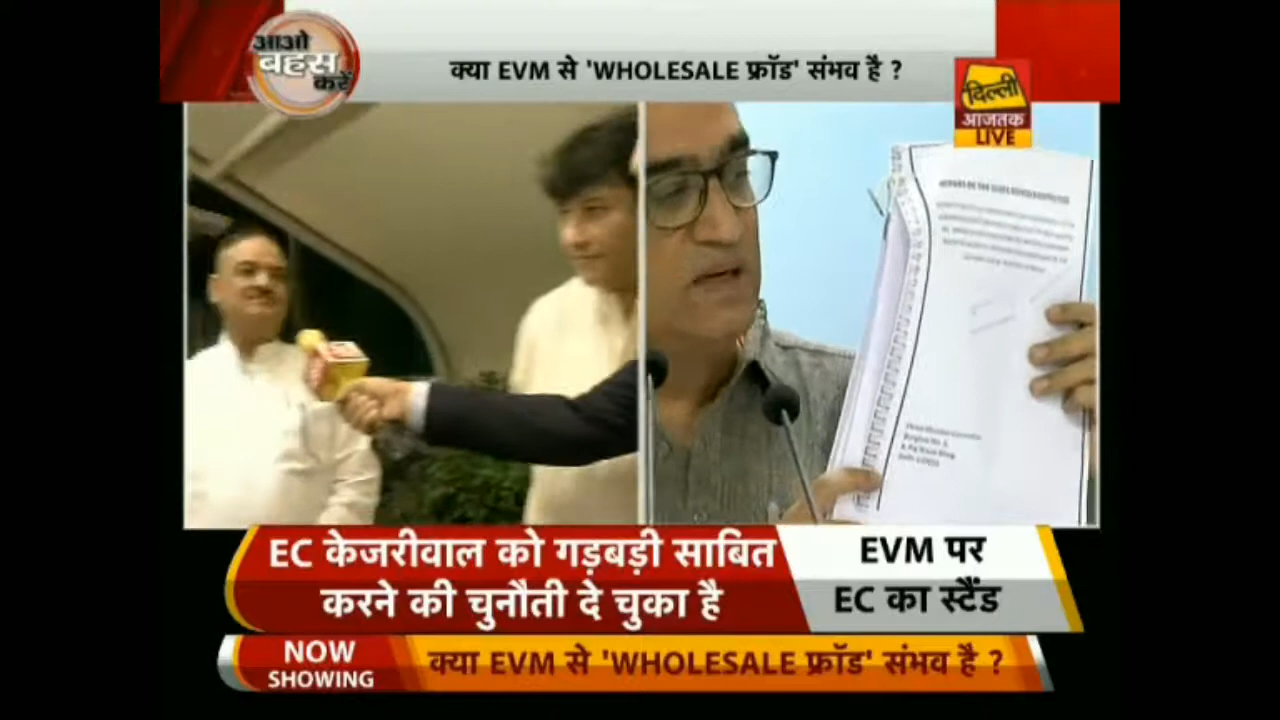 आओ
बहस
करें
क्या EVM से 'WHOLESALE फ्रॉड' संभव है ?
दिल्ली
आजतक
LIVE
EC केजरीवाल को गड़बड़ी साबित
करने की चुनौती दे चुका है
EVM पर
EC का स्टैंड
NOW
SHOWING
क्या EVM से 'WHOLESALE फ्रॉड' संभव है ?